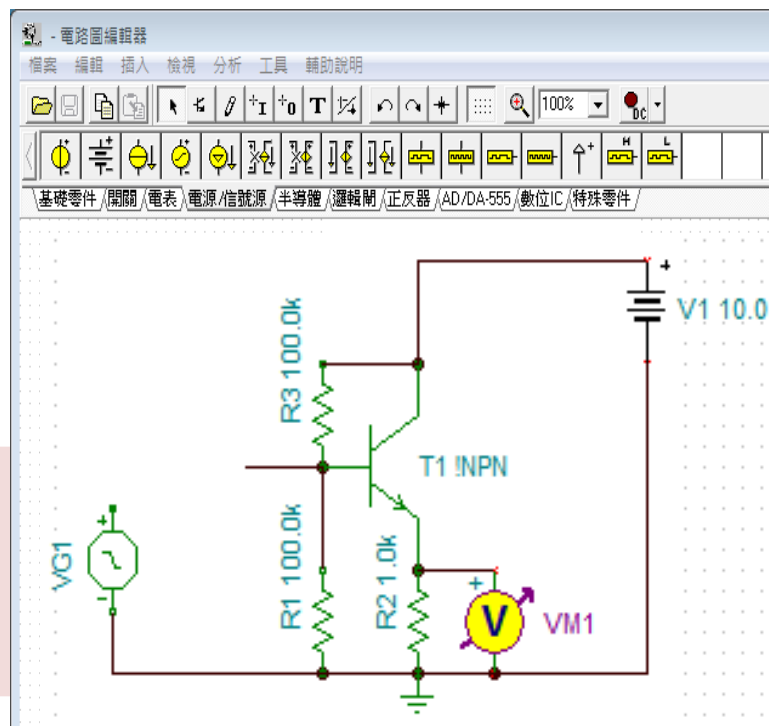 - 電路圖編輯器
檔案 編輯 插入 檢視 分析 工具 輔助說明
+I +0 T 100% DC
H L
基礎零件 開關 電表 電源/信號源 半導體 邏輯閘 正反器 AD/DA-555 數位IC 特殊零件
+
V1 10.0
R3 100.0k
T1 !NPN
+
VG1
-
R1 100.0k
R2 1.0k
+
V
VM1